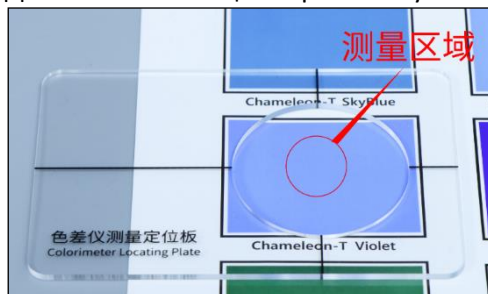 测量区域
Chameleon-T SkyBlue
色差仪测量定位板
Colorimeter Locating Plate
Chameleon-T Violet